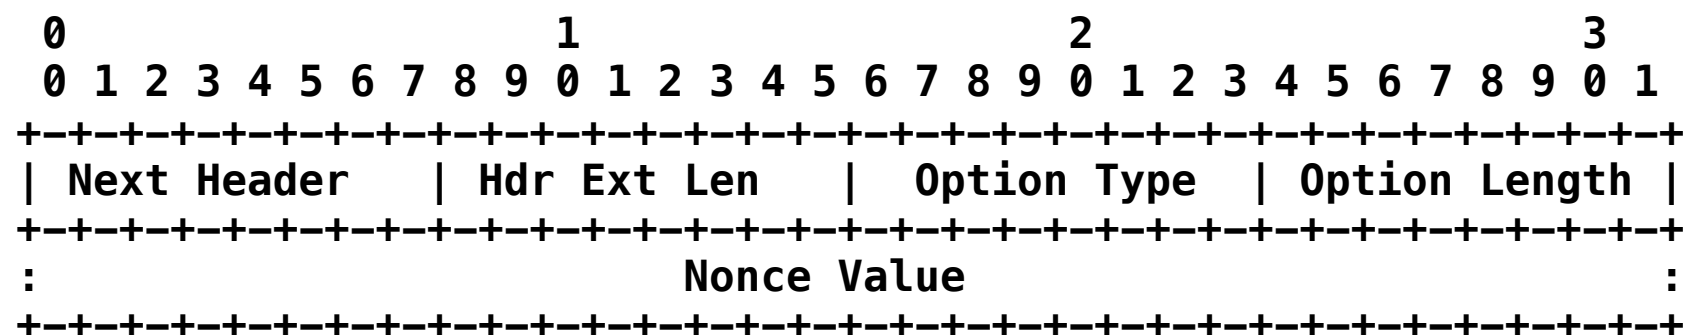 0                   1                   2                   3
 0 1 2 3 4 5 6 7 8 9 0 1 2 3 4 5 6 7 8 9 0 1 2 3 4 5 6 7 8 9 0 1
+-+-+-+-+-+-+-+-+-+-+-+-+-+-+-+-+-+-+-+-+-+-+-+-+-+-+-+-+-+-+-+-+
| Next Header   | Hdr Ext Len   |  Option Type  | Option Length |
+-+-+-+-+-+-+-+-+-+-+-+-+-+-+-+-+-+-+-+-+-+-+-+-+-+-+-+-+-+-+-+-+
:                         Nonce Value                           :
+-+-+-+-+-+-+-+-+-+-+-+-+-+-+-+-+-+-+-+-+-+-+-+-+-+-+-+-+-+-+-+-+